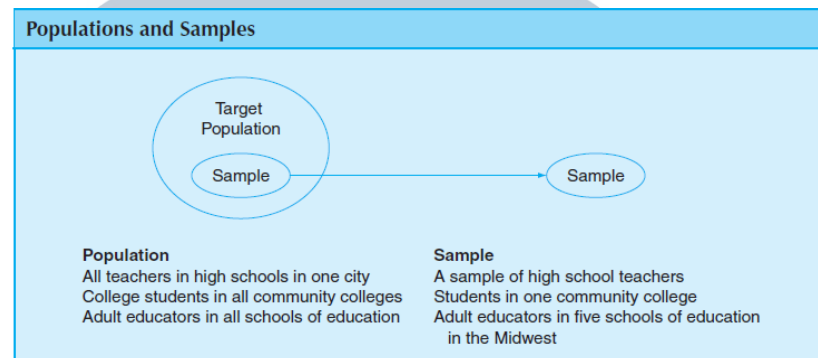 Populations and Samples
Target
Population
Sample
Sample
Population
All teachers in high schools in one city
College students in all community colleges
Adult educators in all schools of education
Sample
A sample of high school teachers
Students in one community college
Adult educators in five schools of education
in the Midwest